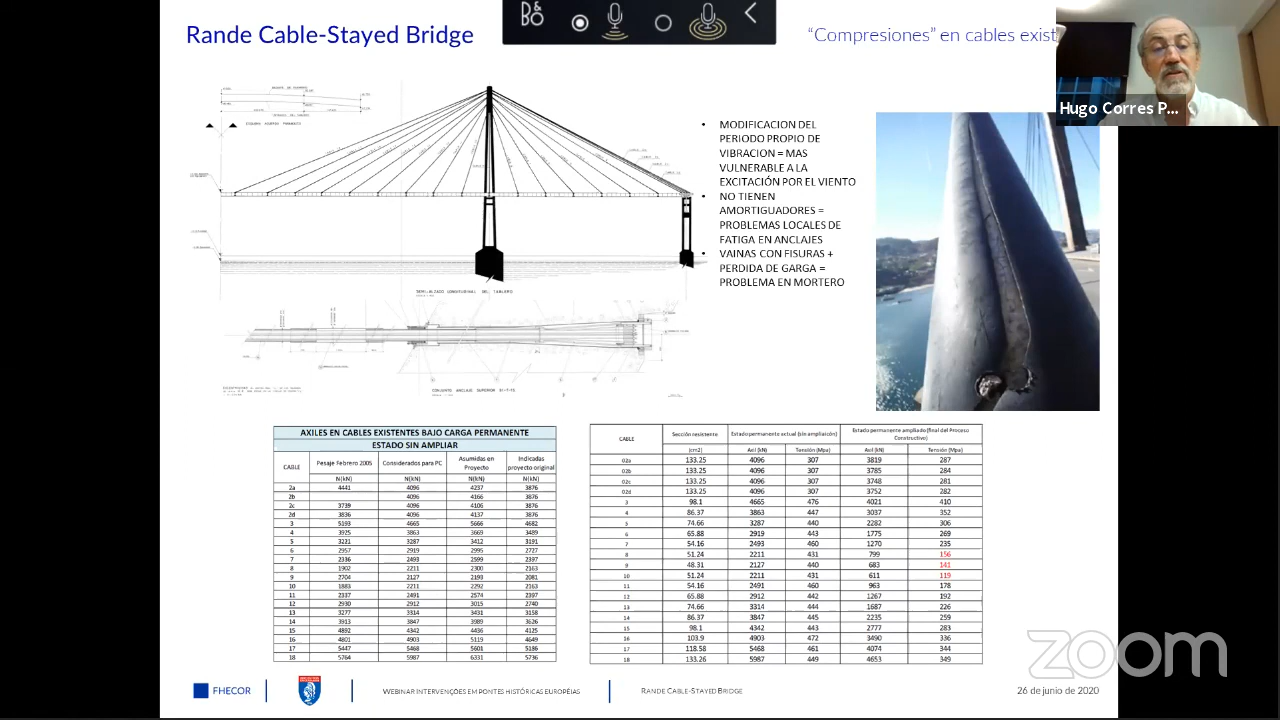 Rande Cable-Stayed Bridge
B&BO
"Compresiones" en cables exist
Hugo Corres P...
• MODIFICACION DEL
PERIODO PROPIO DE
VIBRACION = MAS
VULNERABLE A LA
EXCITACIÓN POR EL VIENTO
• NO TIENEN
AMORTIGUADORES =
PROBLEMAS LOCALES DE
FATIGA EN ANCLAJES
• VAINAS CON FISURAS +
PERDIDA DE GARGA =
PROBLEMA EN MORTERO
CONJUNTO ANCLAJE SUPERIOR
AXILES EN CABLES EXISTENTES BAJO CARGA PERMANENTE
ESTADO SIN AMPLIAR
CABLE Pesaje Febrero 2005 Considerados para PC Asumidas en Proyecto Indicadas proyecto original
N(kN) N(kN) N(kN) N(kN)
2a 4441 4096 4237 3876
2b 4096 4166 3876
2c 3739 4096 4106 3876
2d 3836 4096 4137 3876
3 5193 4665 5666 4682
4 3925 3863 3669 3489
5 3221 3287 3412 3191
6 2957 2919 2995 2727
7 2336 2493 2599 2397
8 1902 2211 2300 2163
9 2704 2127 2193 2081
10 1883 2211 2292 2163
11 2337 2491 2574 2397
12 2930 2912 3015 2740
13 3277 3314 3431 3158
14 3913 3847 3989 3626
15 4892 4342 4436 4125
16 4801 4903 5119 4649
17 5447 5468 5601 5186
18 5764 5987 6331 5736
CABLE Sección resistente Estado permanente actual (sin ampliación) Estado permanente ampliado (final del Proceso Constructivo)
(cm2) Axil (kN) Tensión (Mpa) Axil (kN) Tensión (Mpa)
02a 133.25 4096 307 3819 287
02b 133.25 4096 307 3785 284
02c 133.25 4096 307 3748 281
02d 133.25 4096 307 3752 282
3 98.1 4665 476 4021 410
4 86.37 3863 447 3037 352
5 74.66 3287 440 2282 306
6 65.88 2919 443 1775 269
7 54.16 2493 460 1270 235
8 51.24 2211 431 799 156
9 48.31 2127 440 683 141
10 51.24 2211 431 611 119
11 54.16 2491 460 963 178
12 65.88 2912 442 1267 192
13 74.66 3314 444 1687 226
14 86.37 3847 445 2235 259
15 98.1 4342 443 2777 283
16 103.9 4903 472 3490 336
17 118.58 5468 461 4074 344
18 133.26 5987 449 4653 349
zoom
FHECOR
WEBINAR INTERVENÇÕES EM PONTES HISTÓRICAS EUROPÉIAS
RANDE CABLE-STAYED BRIDGE
26 de junio de 2020